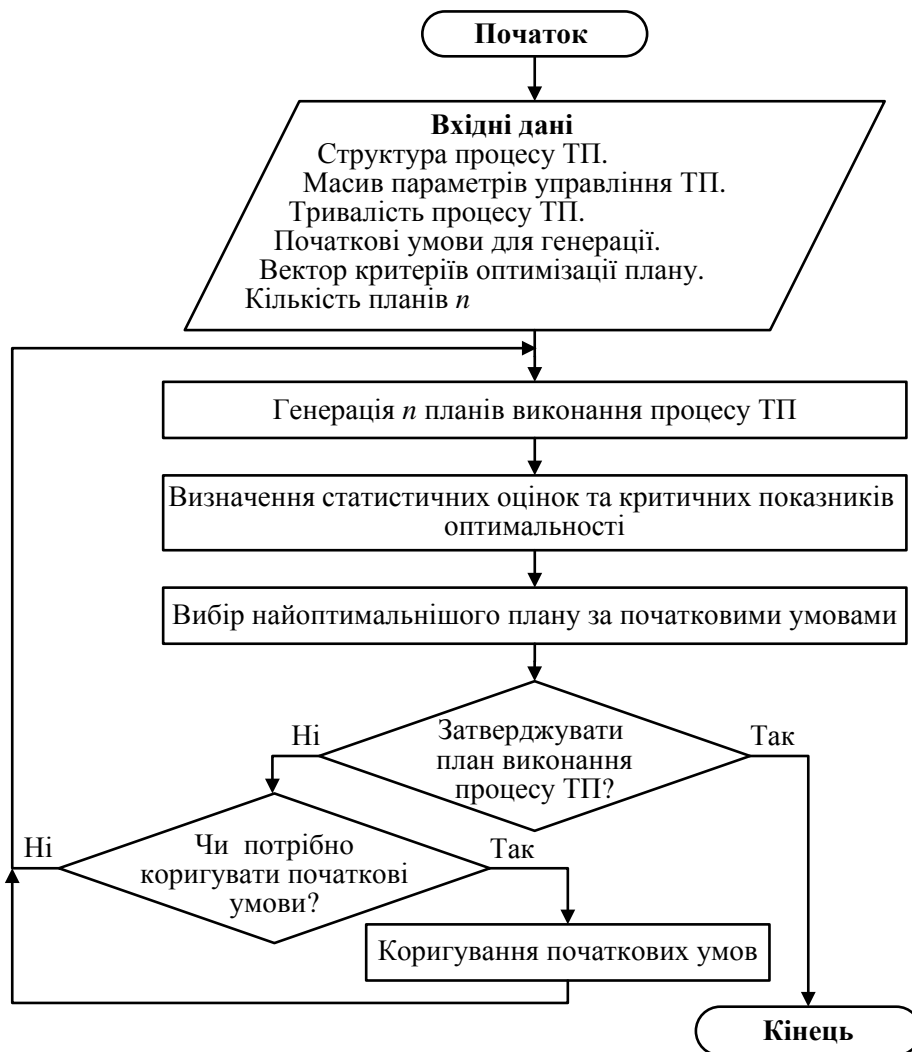 Початок
Вхідні дані
Структура процесу ТП.
Масив параметрів управління ТП.
Тривалість процесу ТП.
Початкові умови для генерації.
Вектор критеріїв оптимізації плану.
Кількість планів n
Генерація n планів виконання процесу ТП
Визначення статистичних оцінок та критичних показників
оптимальності
Вибір найоптимальнішого плану за початковими умовами
Ні
Затверджувати
план виконання
процесу ТП?
Так
Ні
Чи потрібно
коригувати початкові
умови?
Так
Коригування початкових умов
Кінець